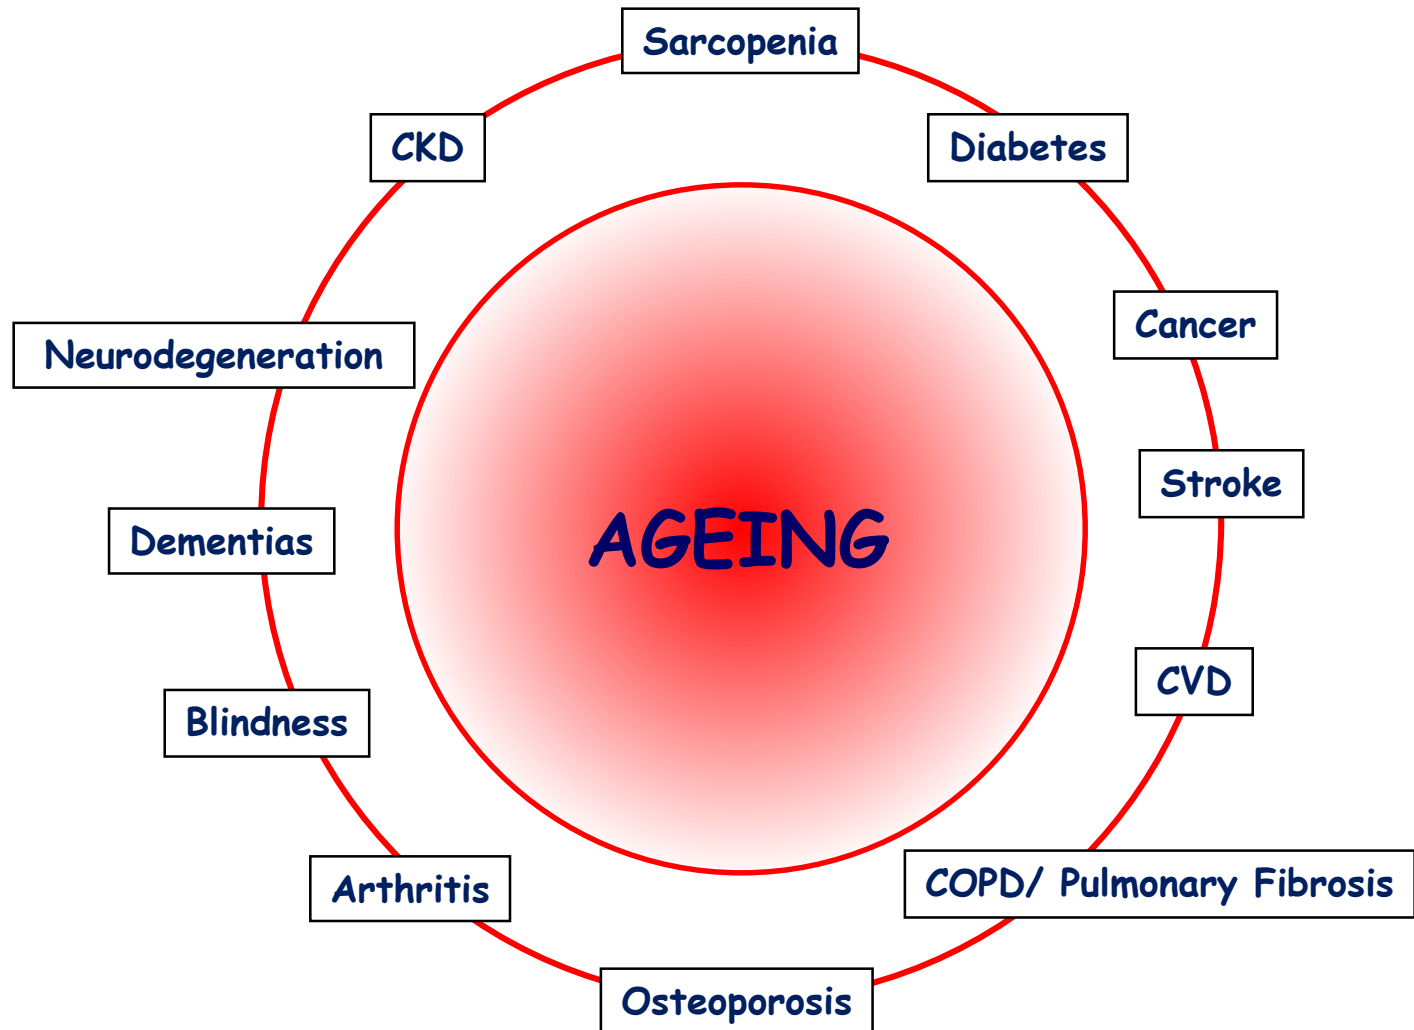 Sarcopenia
CKD
Diabetes
Cancer
Neurodegeneration
Stroke
AGEING
Dementias
CVD
Blindness
Arthritis
COPD/ Pulmonary Fibrosis
Osteoporosis